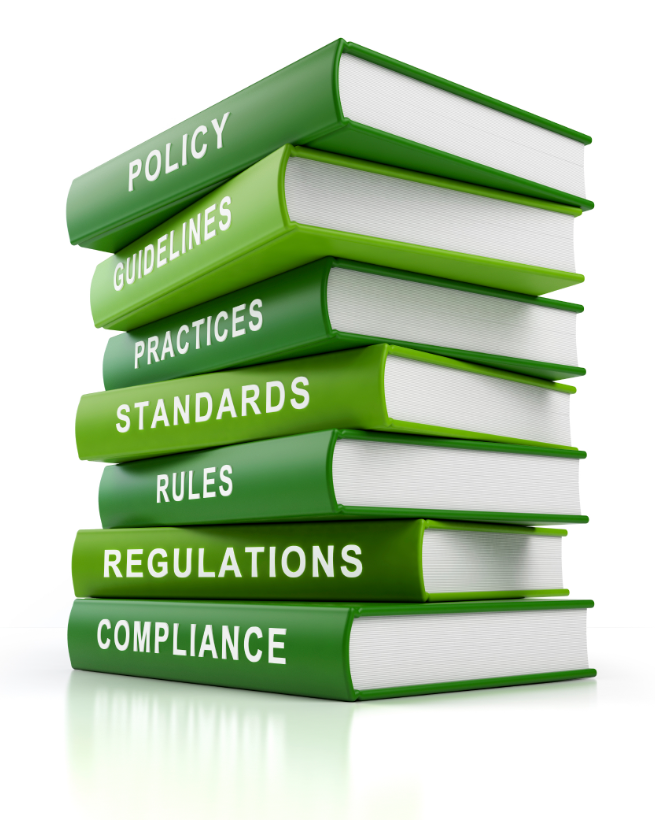 POLICY
GUIDELINES
PRACTICES
STANDARDS
RULES
REGULATIONS
COMPLIANCE